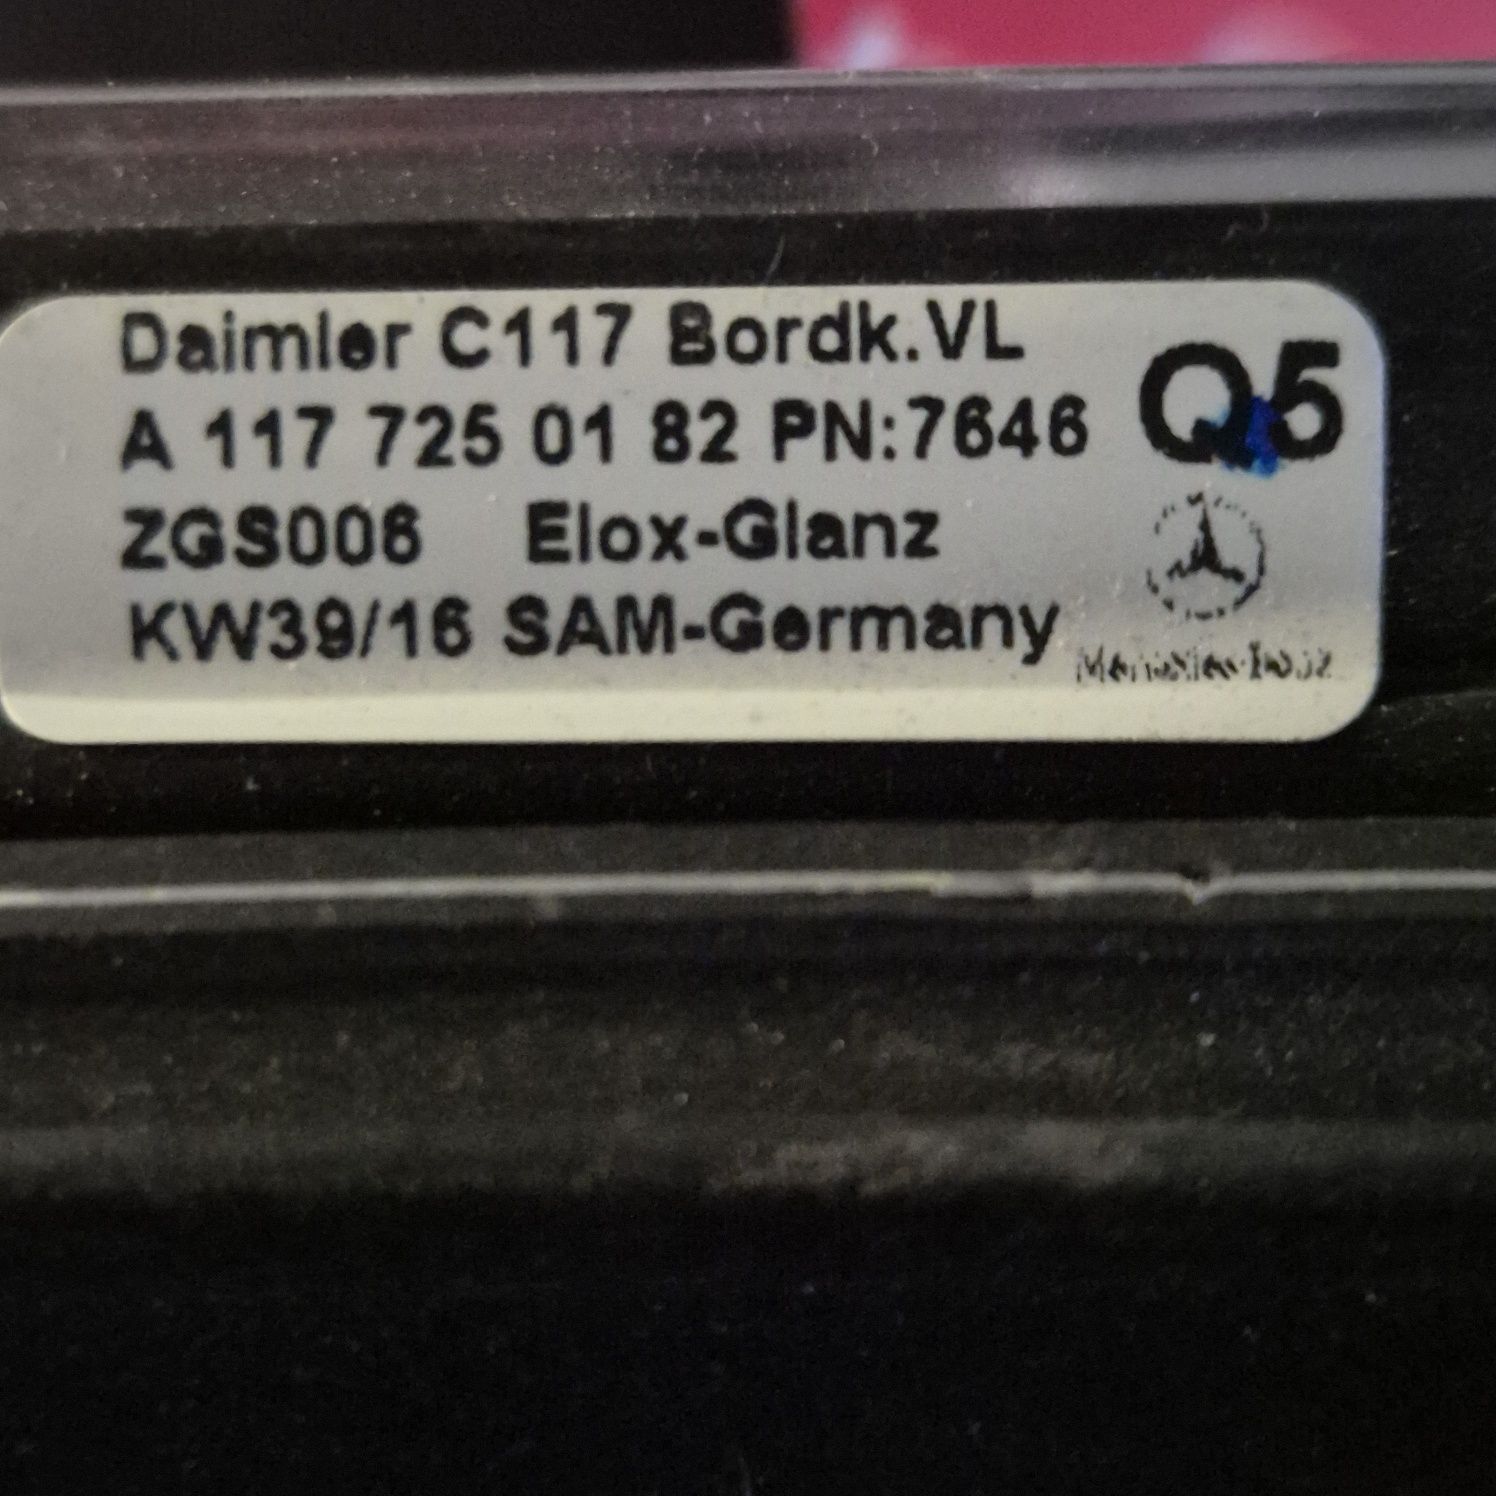 Daimler C117 Bordk.VL
A 117 725 01 82 PN:7646 Q5
ZGS006 Elox-Glanz
KW39/16 SAM-Germany